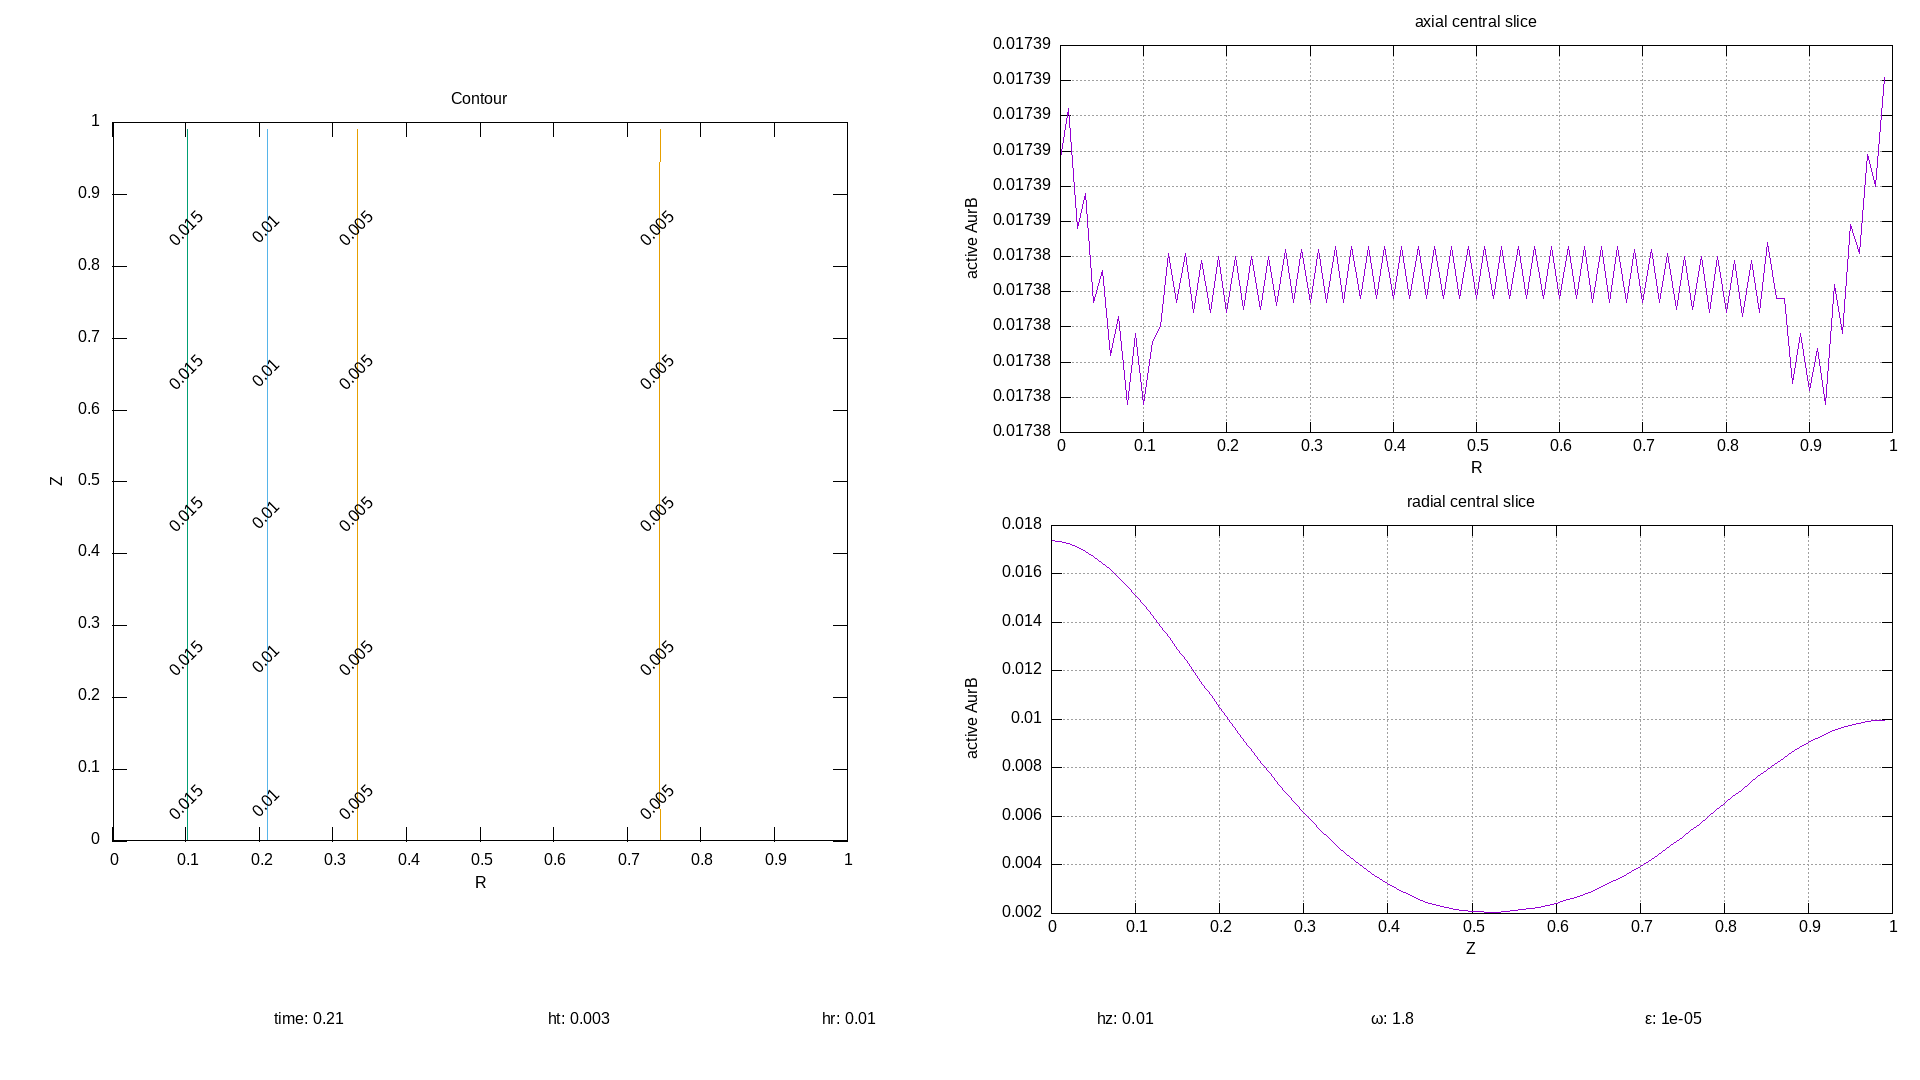 Contour
1
0.9
0.8
0.7
0.6
0.5
0.4
0.3
0.2
0.1
0
Z
0.015 0.01 0.005 0.005
0.015 0.01 0.005 0.005
0.015 0.01 0.005 0.005
0.015 0.01 0.005 0.005
0.015 0.01 0.005 0.005
0 0.1 0.2 0.3 0.4 0.5 0.6 0.7 0.8 0.9 1
R
axial central slice
0.01739
0.01739
0.01739
0.01739
0.01739
0.01739
0.01738
0.01738
0.01738
0.01738
0.01738
0.01738
active AurB
0 0.1 0.2 0.3 0.4 0.5 0.6 0.7 0.8 0.9 1
R
radial central slice
0.018
0.016
0.014
0.012
0.01
0.008
0.006
0.004
0.002
active AurB
0 0.1 0.2 0.3 0.4 0.5 0.6 0.7 0.8 0.9 1
Z
time: 0.21 ht: 0.003 hr: 0.01 hz: 0.01 ω: 1.8 ε: 1e-05